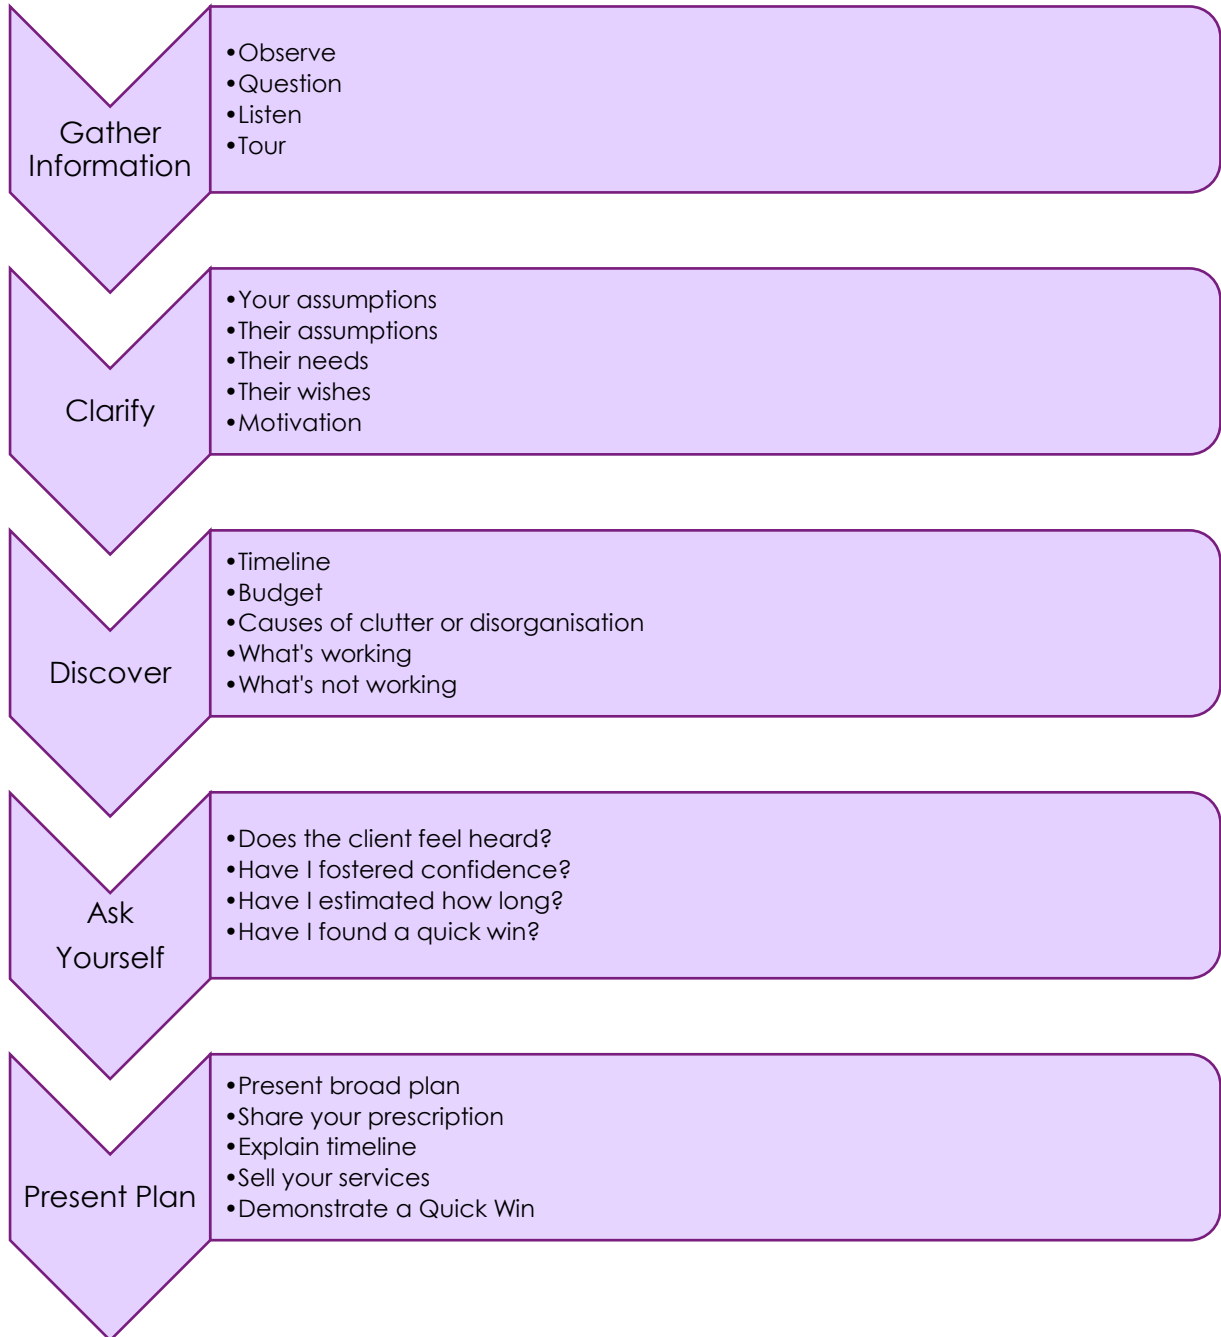 Gather
Information
•Observe
•Question
•Listen
•Tour
Clarify
•Your assumptions
•Their assumptions
•Their needs
•Their wishes
•Motivation
Discover
•Timeline
•Budget
•Causes of clutter or disorganisation
•What's working
•What's not working
Ask
Yourself
•Does the client feel heard?
•Have I fostered confidence?
•Have I estimated how long?
•Have I found a quick win?
Present Plan
•Present broad plan
•Share your prescription
•Explain timeline
•Sell your services
•Demonstrate a Quick Win